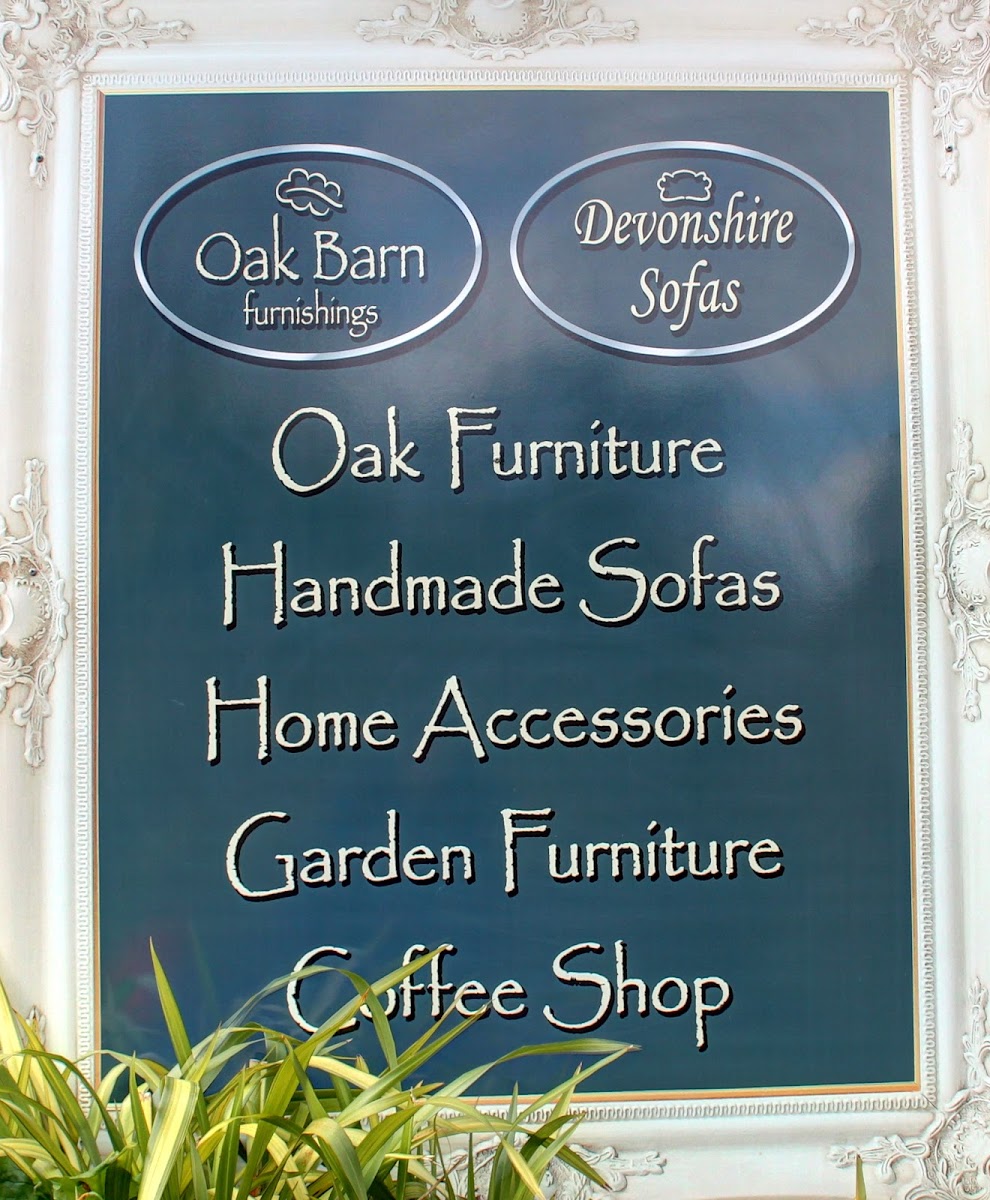 Oak Barn
furnishings
Devonshire
Sofas
Oak Furniture
Handmade Sofas
Home Accessories
Garden Furniture
Coffee Shop